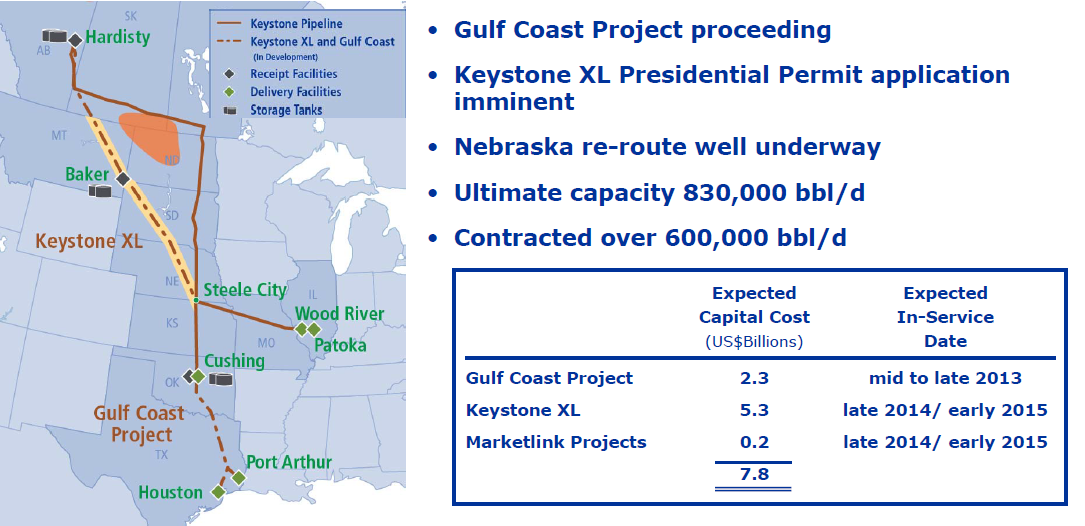 SK
AB
Hardisty
Keystone Pipeline
Keystone XL and Gulf Coast
(In Development)
Receipt Facilities
Delivery Facilities
Storage Tanks
MT
ND
Baker
SD
Keystone XL
NE
Steele City
IL
Wood River
KS
MO
Patoka
Cushing
OK
Gulf Coast
Project
TX
Port Arthur
Houston
• Gulf Coast Project proceeding
• Keystone XL Presidential Permit application
imminent
• Nebraska re-route well underway
• Ultimate capacity 830,000 bbl/d
• Contracted over 600,000 bbl/d
Expected Expected
Capital Cost In-Service
(US$Billions) Date
Gulf Coast Project 2.3 mid to late 2013
Keystone XL 5.3 late 2014/ early 2015
Marketlink Projects 0.2 late 2014/ early 2015
7.8